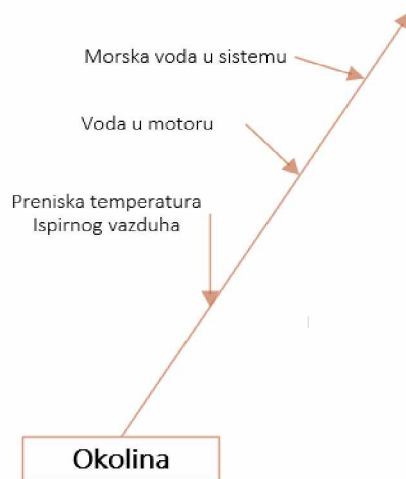 Morska voda u sistemu
Voda u motoru
Preniska temperatura
Ispirnog vazduha
Okolina